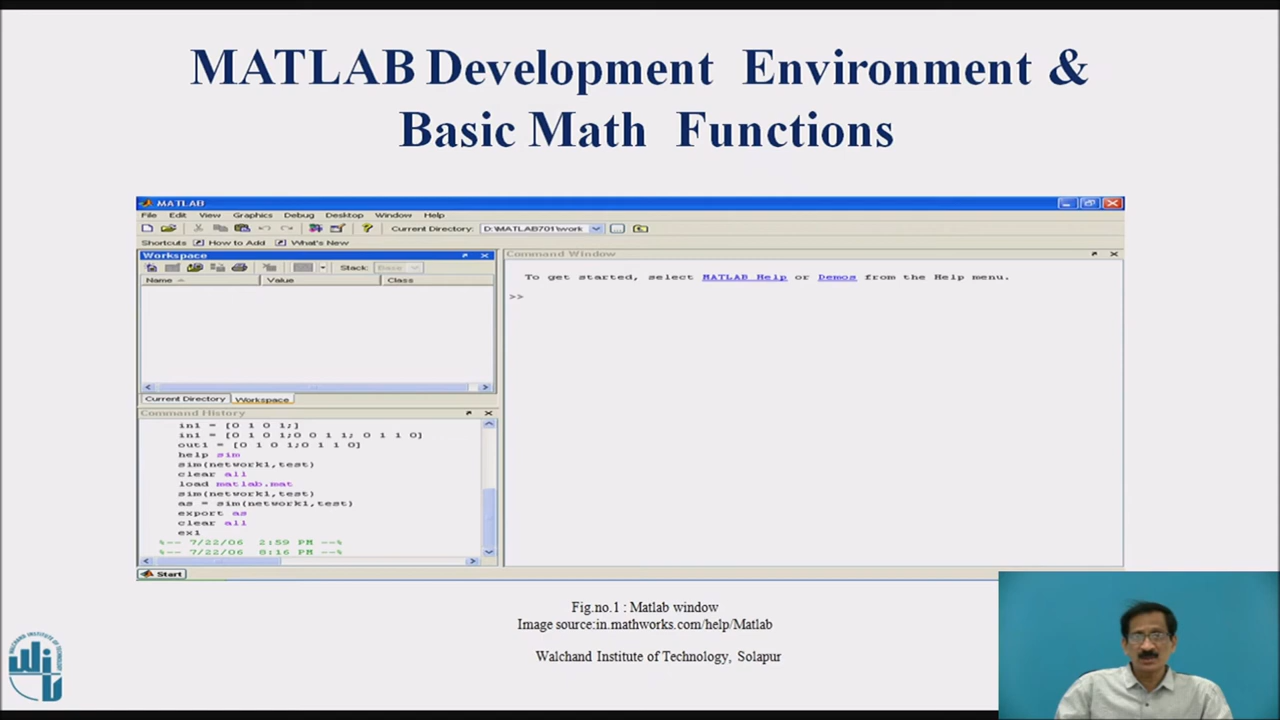 MATLAB Development Environment &
Basic Math Functions
MATLAB
File Edit View Graphics Debug Desktop Window Help
Current Directory: D:\MATLAB701\work
Shortcuts How to Add What's New
Workspace
Stack: Base
Name Value Class
Current Directory Workspace
Command History
in1 = [0 1 0 1;]
in1 = [0 1 0 1;0 0 1 1; 0 1 1 0]
out1 = [0 1 0 1;0 1 1 0]
help sim
sim(network1,test)
clear all
load matlab.mat
sim(network1,test)
as = sim(network1,test)
export as
clear all
ex1
%-- 7/22/06 2:59 PM --%
%-- 7/22/06 8:16 PM --%
Start
Command Window
To get started, select MATLAB Help or Demos from the Help menu.
>>
Fig.no.1 : Matlab window
Image source:in.mathworks.com/help/Matlab
Walchand Institute of Technology, Solapur
WALCHAND INSTITUTE OF TECHNOLOGY